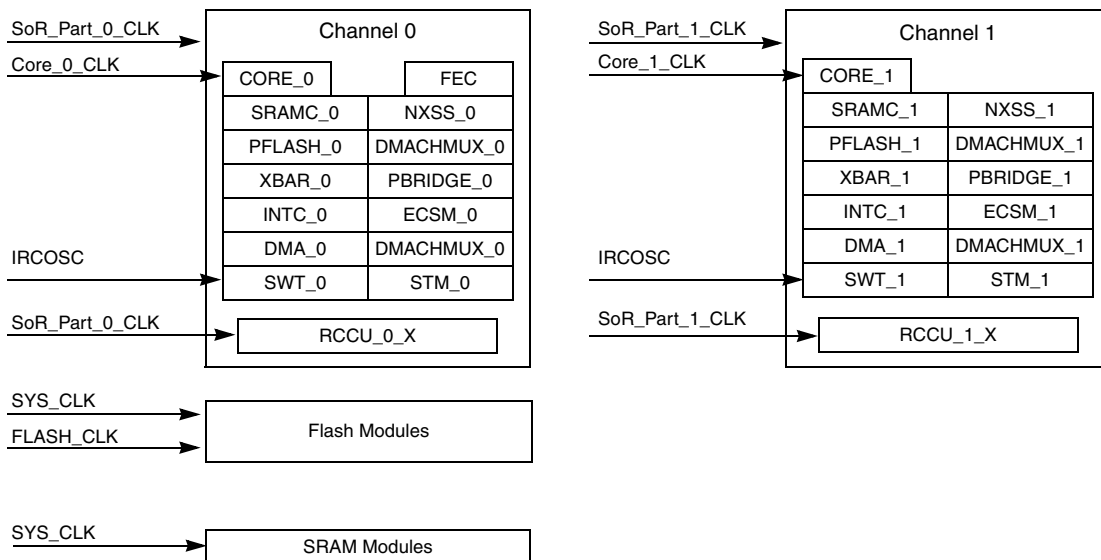 SoR_Part_0_CLK
Channel 0
Core_0_CLK
CORE_0 FEC
SRAMC_0 NXSS_0
PFLASH_0 DMACHMUX_0
XBAR_0 PBRIDGE_0
INTC_0 ECSM_0
IRCOSC
DMA_0 DMACHMUX_0
SWT_0 STM_0
SoR_Part_0_CLK
RCCU_0_X
SoR_Part_1_CLK
Channel 1
Core_1_CLK
CORE_1
SRAMC_1 NXSS_1
PFLASH_1 DMACHMUX_1
XBAR_1 PBRIDGE_1
INTC_1 ECSM_1
IRCOSC
DMA_1 DMACHMUX_1
SWT_1 STM_1
SoR_Part_1_CLK
RCCU_1_X
SYS_CLK
FLASH_CLK
Flash Modules
SYS_CLK
SRAM Modules